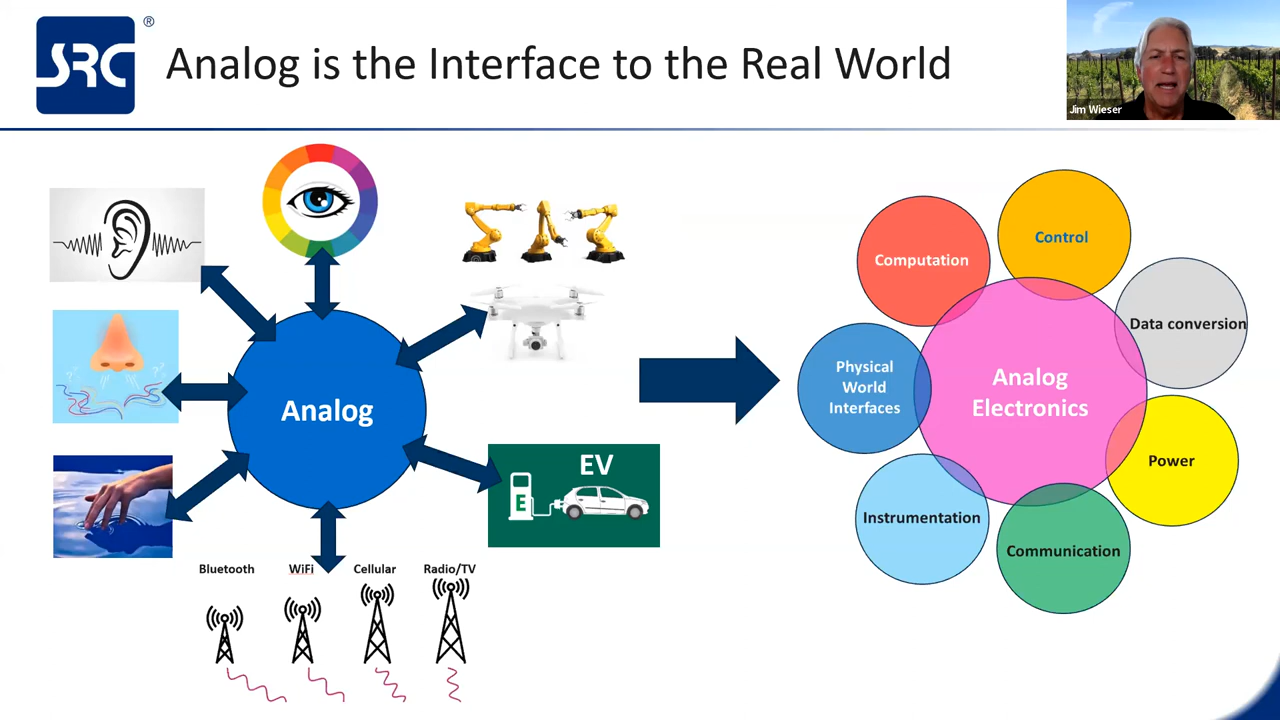 SRC
®
Analog is the Interface to the Real World
Jim Wieser
Analog
EV
E
Bluetooth
WiFi
Cellular
Radio/TV
Computation
Control
Data conversion
Physical
World
Interfaces
Analog
Electronics
Power
Instrumentation
Communication